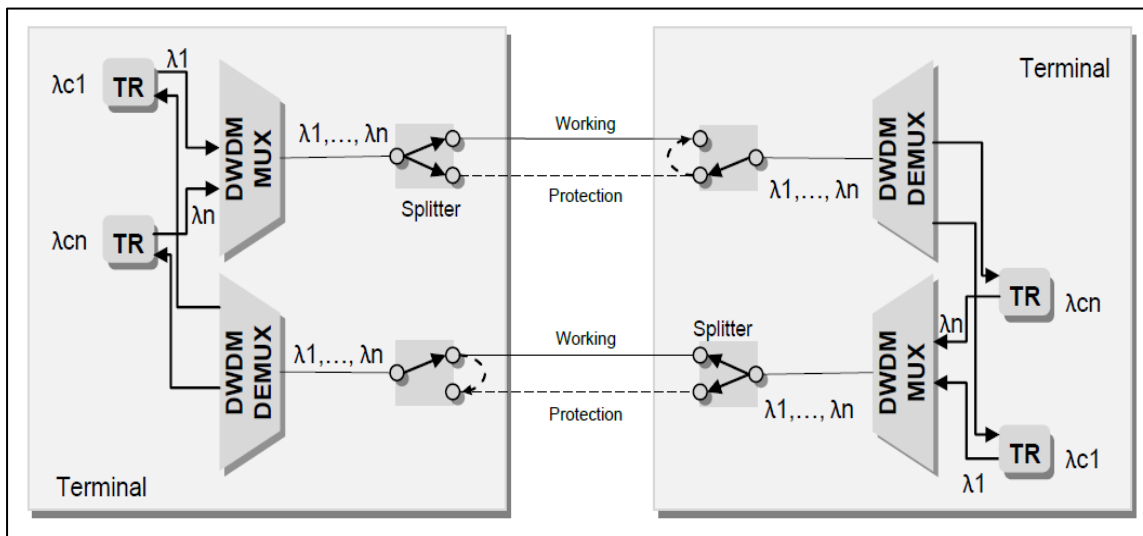 λ1
λc1
TR
DWDM
MUX
λ1,..., λn
Working
Protection
Splitter
λn
λcn
TR
DWDM
DEMUX
λ1,..., λn
Working
Protection
Terminal
Terminal
λ1,..., λn
DWDM
DEMUX
TR
λcn
λn
Splitter
λ1,..., λn
DWDM
MUX
TR
λc1
λ1